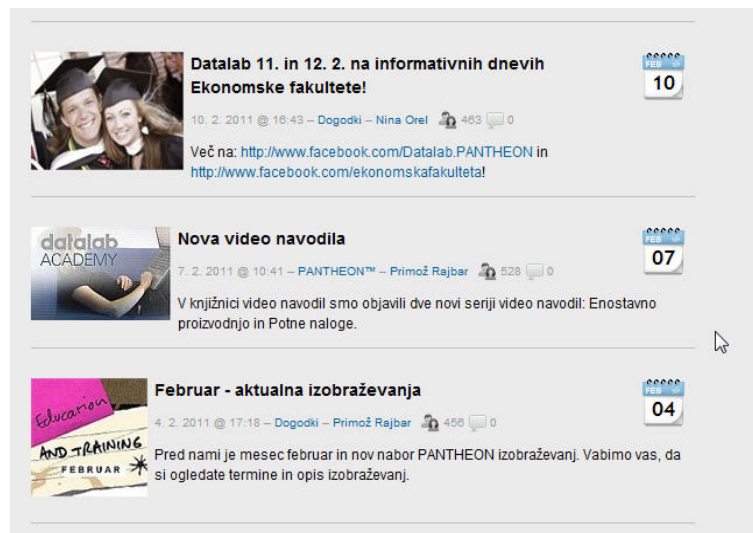 Datalab 11. in 12. 2. na informativnih dnevih
Ekonomske fakultete!
FEB
10
10. 2. 2011 @ 16:43 – Dogodki – Nina Orel 463 0
Več na: http://www.facebook.com/Datalab.PANTHEON in
http://www.facebook.com/ekonomskafakulteta!
datalab
ACADEMY
Nova video navodila
FEB
07
7. 2. 2011 @ 10:41 – PANTHEON™ – Primož Rajbar 528 0
V knjižnici video navodil smo objavili dve novi seriji video navodil: Enostavno
proizvodnjo in Potne naloge.
Education
AND TRAINING
FEBRUAR
Februar - aktualna izobraževanja
FEB
04
4. 2. 2011 @ 17:18 – Dogodki – Primož Rajbar 456 0
Pred nami je mesec februar in nov nabor PANTHEON izobraževanj. Vabimo vas, da
si ogledate termine in opis izobraževanj.